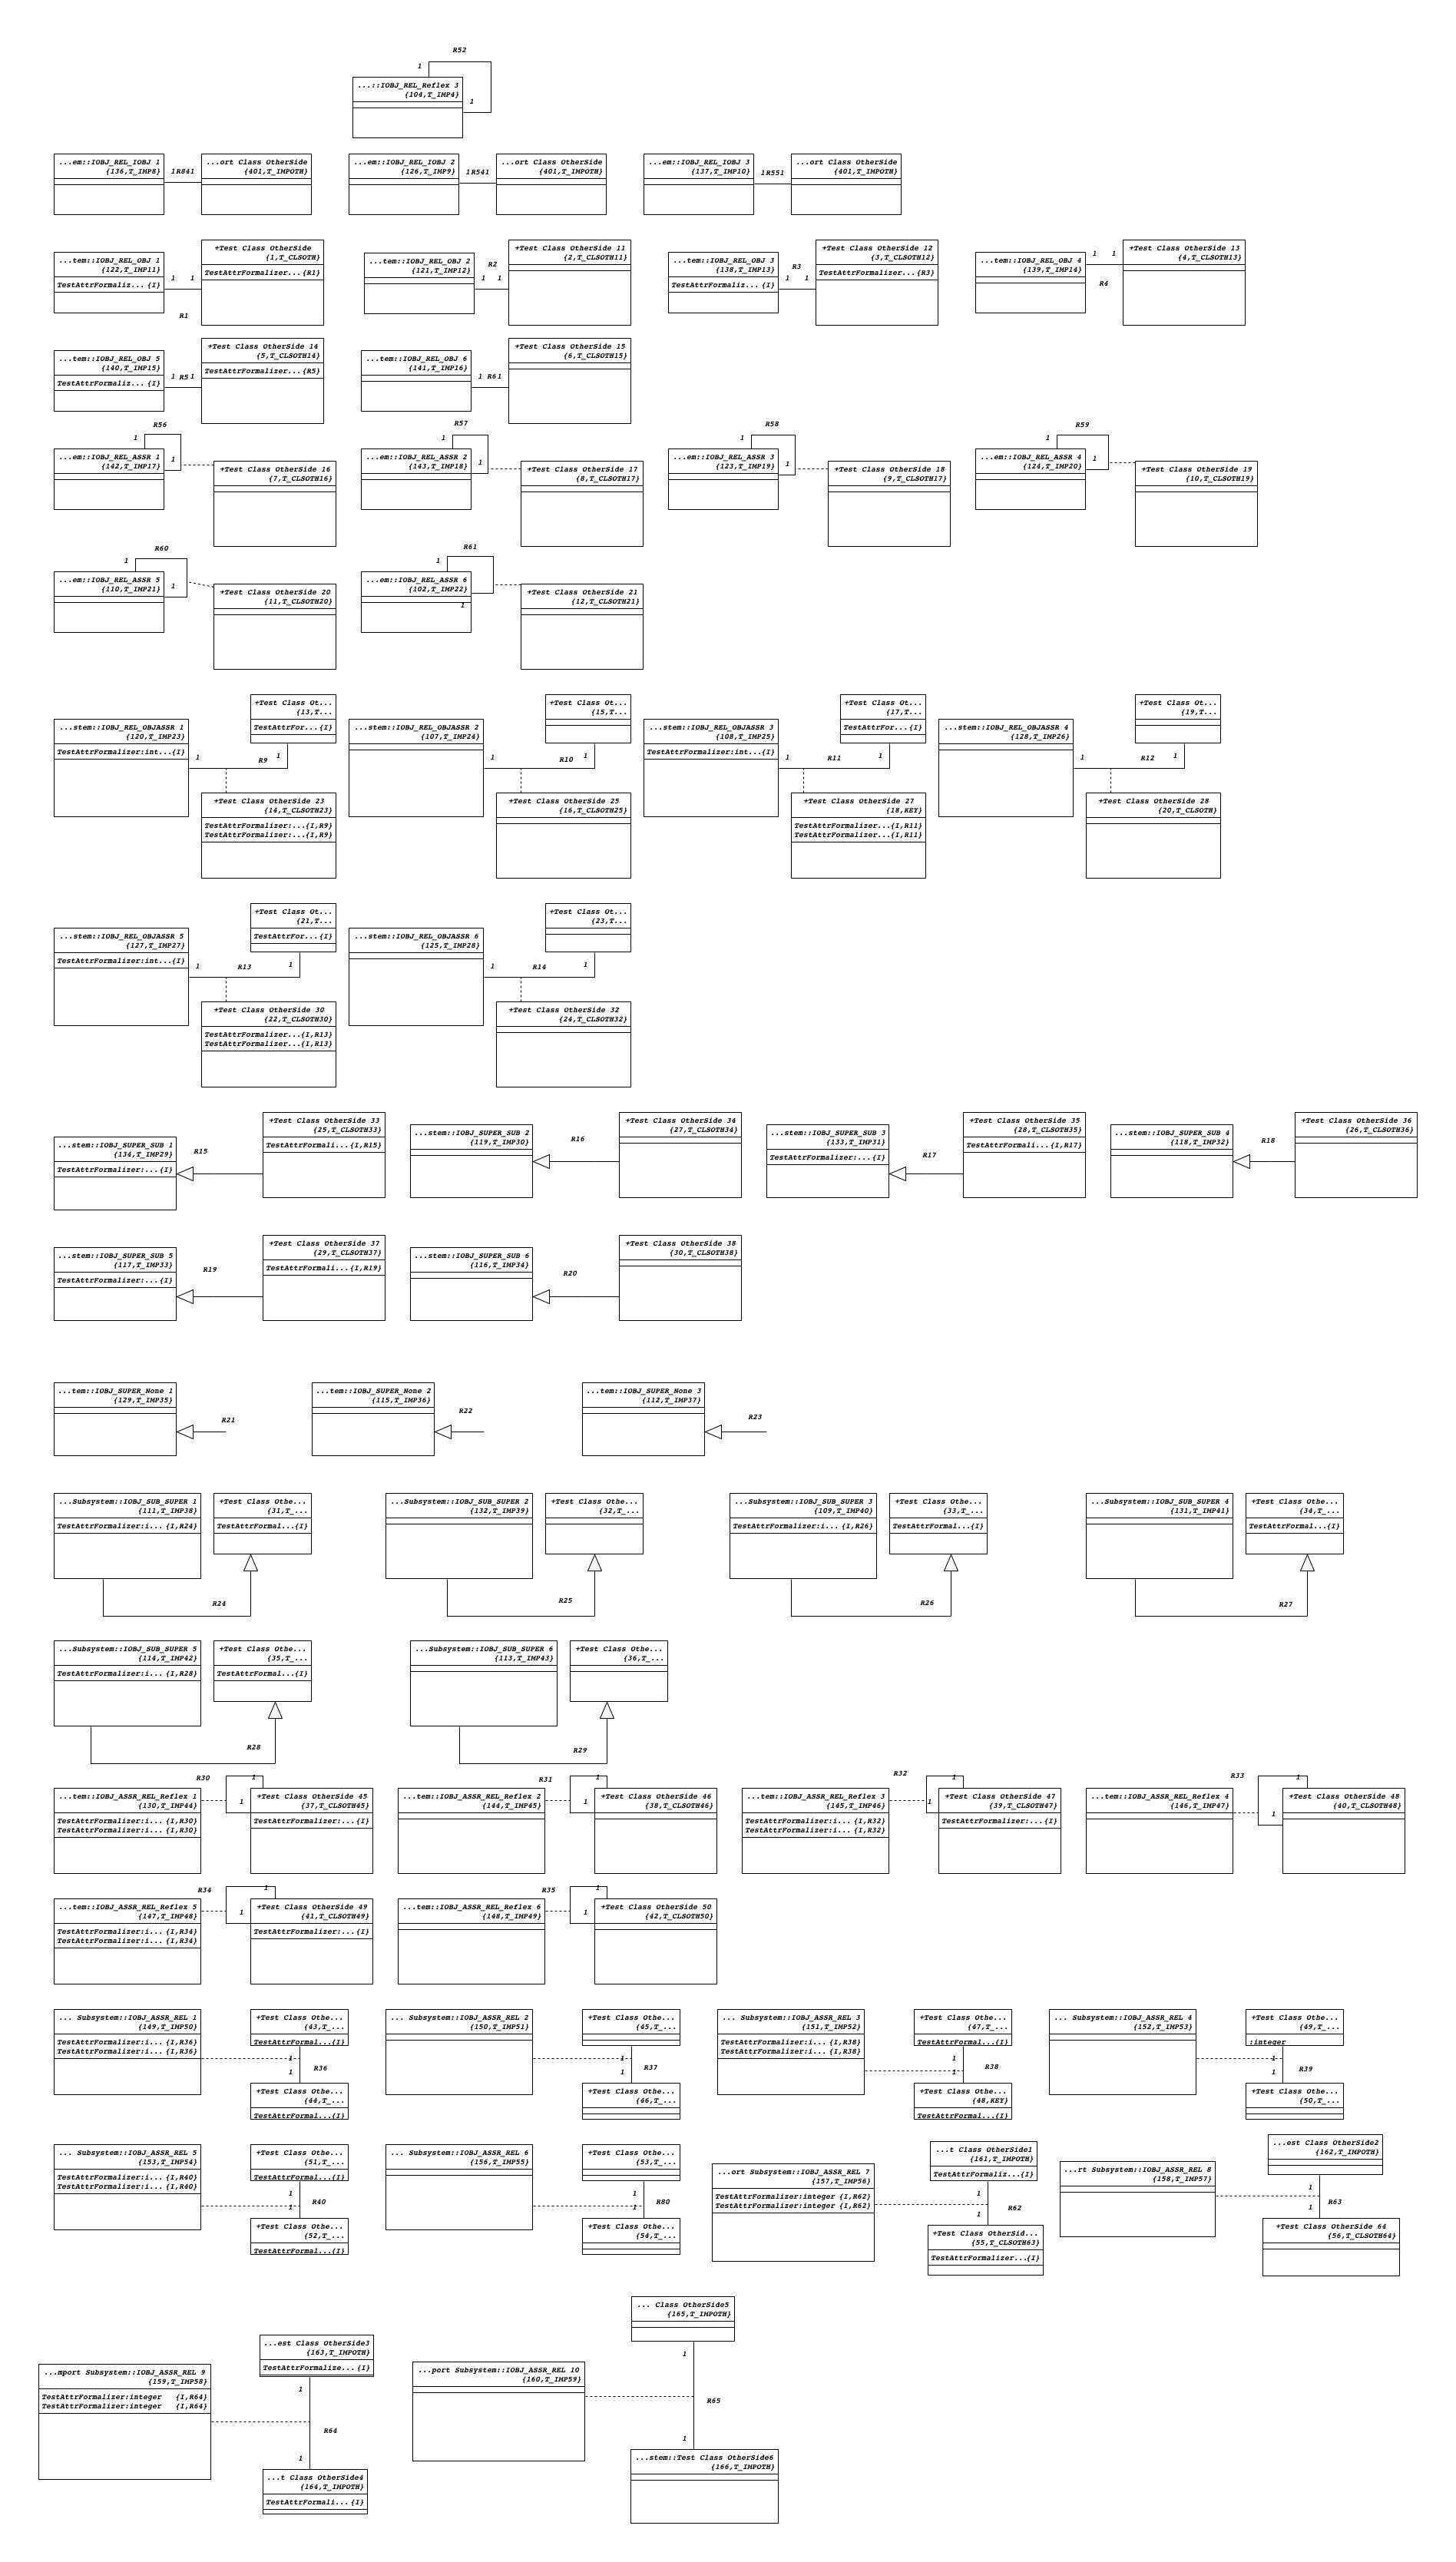 R52
1
...::IOBJ_REL_Reflex 3
{104,T_IMP4}
1
...em::IOBJ_REL_IOBJ 1
{136,T_IMP8}
1R841
...ort Class OtherSide
{401,T_IMPOTH}
...em::IOBJ_REL_IOBJ 2
{126,T_IMP9}
1R541
...ort Class OtherSide
{401,T_IMPOTH}
...em::IOBJ_REL_IOBJ 3
{137,T_IMP10}
1R551
...ort Class OtherSide
{401,T_IMPOTH}
...tem::IOBJ_REL_OBJ 1
{122,T_IMP11}
TestAttrFormaliz... {I}
1 1
R1
+Test Class OtherSide
{1,T_CLSOTH}
TestAttrFormalizer...{R1}
...tem::IOBJ_REL_OBJ 2
{121,T_IMP12}
R2
1 1
+Test Class OtherSide 11
{2,T_CLSOTH11}
...tem::IOBJ_REL_OBJ 3
{138,T_IMP13}
TestAttrFormaliz... {I}
R3
1 1
+Test Class OtherSide 12
{3,T_CLSOTH12}
TestAttrFormalizer...{R3}
...tem::IOBJ_REL_OBJ 4
{139,T_IMP14}
1 1
R4
+Test Class OtherSide 13
{4,T_CLSOTH13}
...tem::IOBJ_REL_OBJ 5
{140,T_IMP15}
TestAttrFormaliz... {I}
1 R5 1
+Test Class OtherSide 14
{5,T_CLSOTH14}
TestAttrFormalizer...{R5}
...tem::IOBJ_REL_OBJ 6
{141,T_IMP16}
1 R61
+Test Class OtherSide 15
{6,T_CLSOTH15}
R56
1
...em::IOBJ_REL_ASSR 1
{142,T_IMP17}
1
+Test Class OtherSide 16
{7,T_CLSOTH16}
R57
1
...em::IOBJ_REL_ASSR 2
{143,T_IMP18}
1
+Test Class OtherSide 17
{8,T_CLSOTH17}
R58
1
...em::IOBJ_REL_ASSR 3
{123,T_IMP19}
1
+Test Class OtherSide 18
{9,T_CLSOTH17}
R59
1
...em::IOBJ_REL_ASSR 4
{124,T_IMP20}
1
+Test Class OtherSide 19
{10,T_CLSOTH19}
R60
1
...em::IOBJ_REL_ASSR 5
{110,T_IMP21}
1
+Test Class OtherSide 20
{11,T_CLSOTH20}
R61
1
...em::IOBJ_REL_ASSR 6
{102,T_IMP22}
1
+Test Class OtherSide 21
{12,T_CLSOTH21}
...stem::IOBJ_REL_OBJASSR 1
{120,T_IMP23}
TestAttrFormalizer:int...{I}
+Test Class Ot...
{13,T...
TestAttrFor...{I}
1 R9 1
+Test Class OtherSide 23
{14,T_CLSOTH23}
TestAttrFormalizer:...{I,R9}
TestAttrFormalizer:...{I,R9}
...stem::IOBJ_REL_OBJASSR 2
{107,T_IMP24}
+Test Class Ot...
{15,T...
1 R10 1
+Test Class OtherSide 25
{16,T_CLSOTH25}
...stem::IOBJ_REL_OBJASSR 3
{108,T_IMP25}
TestAttrFormalizer:int...{I}
+Test Class Ot...
{17,T...
TestAttrFor...{I}
1 R11 1
+Test Class OtherSide 27
{18,KEY}
TestAttrFormalizer...{I,R11}
TestAttrFormalizer...{I,R11}
...stem::IOBJ_REL_OBJASSR 4
{128,T_IMP26}
+Test Class Ot...
{19,T...
1 R12 1
+Test Class OtherSide 28
{20,T_CLSOTH}
...stem::IOBJ_REL_OBJASSR 5
{127,T_IMP27}
TestAttrFormalizer:int...{I}
+Test Class Ot...
{21,T...
TestAttrFor...{I}
1 R13 1
+Test Class OtherSide 30
{22,T_CLSOTH30}
TestAttrFormalizer...{I,R13}
TestAttrFormalizer...{I,R13}
...stem::IOBJ_REL_OBJASSR 6
{125,T_IMP28}
+Test Class Ot...
{23,T...
1 R14 1
+Test Class OtherSide 32
{24,T_CLSOTH32}
...stem::IOBJ_SUPER_SUB 1
{134,T_IMP29}
TestAttrFormalizer:...{I}
R15
+Test Class OtherSide 33
{25,T_CLSOTH33}
TestAttrFormali...{I,R15}
...stem::IOBJ_SUPER_SUB 2
{119,T_IMP30}
R16
+Test Class OtherSide 34
{27,T_CLSOTH34}
...stem::IOBJ_SUPER_SUB 3
{133,T_IMP31}
TestAttrFormalizer:...{I}
R17
+Test Class OtherSide 35
{28,T_CLSOTH35}
TestAttrFormali...{I,R17}
...stem::IOBJ_SUPER_SUB 4
{118,T_IMP32}
R18
+Test Class OtherSide 36
{26,T_CLSOTH36}
...stem::IOBJ_SUPER_SUB 5
{117,T_IMP33}
TestAttrFormalizer:...{I}
R19
+Test Class OtherSide 37
{29,T_CLSOTH37}
TestAttrFormali...{I,R19}
...stem::IOBJ_SUPER_SUB 6
{116,T_IMP34}
R20
+Test Class OtherSide 38
{30,T_CLSOTH38}
...tem::IOBJ_SUPER_None 1
{129,T_IMP35}
R21
...tem::IOBJ_SUPER_None 2
{115,T_IMP36}
R22
...tem::IOBJ_SUPER_None 3
{112,T_IMP37}
R23
...Subsystem::IOBJ_SUB_SUPER 1
{111,T_IMP38}
TestAttrFormalizer:i... {I,R24}
+Test Class Othe...
{31,T_...
TestAttrFormal...{I}
R24
...Subsystem::IOBJ_SUB_SUPER 2
{132,T_IMP39}
+Test Class Othe...
{32,T_...
R25
...Subsystem::IOBJ_SUB_SUPER 3
{109,T_IMP40}
TestAttrFormalizer:i... {I,R26}
+Test Class Othe...
{33,T_...
TestAttrFormal...{I}
R26
...Subsystem::IOBJ_SUB_SUPER 4
{131,T_IMP41}
+Test Class Othe...
{34,T_...
TestAttrFormal...{I}
R27
...Subsystem::IOBJ_SUB_SUPER 5
{114,T_IMP42}
TestAttrFormalizer:i... {I,R28}
+Test Class Othe...
{35,T_...
TestAttrFormal...{I}
R28
...Subsystem::IOBJ_SUB_SUPER 6
{113,T_IMP43}
+Test Class Othe...
{36,T_...
R29
R30
1
...tem::IOBJ_ASSR_REL_Reflex 1
{130,T_IMP44}
TestAttrFormalizer:i... {I,R30}
TestAttrFormalizer:i... {I,R30}
1
+Test Class OtherSide 45
{37,T_CLSOTH45}
TestAttrFormalizer:...{I}
R31
1
...tem::IOBJ_ASSR_REL_Reflex 2
{144,T_IMP45}
1
+Test Class OtherSide 46
{38,T_CLSOTH46}
R32
1
...tem::IOBJ_ASSR_REL_Reflex 3
{145,T_IMP46}
TestAttrFormalizer:i... {I,R32}
TestAttrFormalizer:i... {I,R32}
1
+Test Class OtherSide 47
{39,T_CLSOTH47}
TestAttrFormalizer:...{I}
R33
1
...tem::IOBJ_ASSR_REL_Reflex 4
{146,T_IMP47}
1
+Test Class OtherSide 48
{40,T_CLSOTH48}
R34
1
...tem::IOBJ_ASSR_REL_Reflex 5
{147,T_IMP48}
TestAttrFormalizer:i... {I,R34}
TestAttrFormalizer:i... {I,R34}
1
+Test Class OtherSide 49
{41,T_CLSOTH49}
TestAttrFormalizer:...{I}
R35
1
...tem::IOBJ_ASSR_REL_Reflex 6
{148,T_IMP49}
1
+Test Class OtherSide 50
{42,T_CLSOTH50}
... Subsystem::IOBJ_ASSR_REL 1
{149,T_IMP50}
TestAttrFormalizer:i... {I,R36}
TestAttrFormalizer:i... {I,R36}
+Test Class Othe...
{43,T_...
TestAttrFormal...{I}
1
R36
1
+Test Class Othe...
{44,T_...
TestAttrFormal...{I}
... Subsystem::IOBJ_ASSR_REL 2
{150,T_IMP51}
+Test Class Othe...
{45,T_...
1
R37
1
+Test Class Othe...
{46,T_...
... Subsystem::IOBJ_ASSR_REL 3
{151,T_IMP52}
TestAttrFormalizer:i... {I,R38}
TestAttrFormalizer:i... {I,R38}
+Test Class Othe...
{47,T_...
TestAttrFormal...{I}
1
R38
1
+Test Class Othe...
{48,KEY}
TestAttrFormal...{I}
... Subsystem::IOBJ_ASSR_REL 4
{152,T_IMP53}
+Test Class Othe...
{49,T_...
:integer
1
R39
1
+Test Class Othe...
{50,T_...
... Subsystem::IOBJ_ASSR_REL 5
{153,T_IMP54}
TestAttrFormalizer:i... {I,R40}
TestAttrFormalizer:i... {I,R40}
+Test Class Othe...
{51,T_...
TestAttrFormal...{I}
1
R40
1
+Test Class Othe...
{52,T_...
TestAttrFormal...{I}
... Subsystem::IOBJ_ASSR_REL 6
{156,T_IMP55}
+Test Class Othe...
{53,T_...
1
R80
1
+Test Class Othe...
{54,T_...
...ort Subsystem::IOBJ_ASSR_REL 7
{157,T_IMP56}
TestAttrFormalizer:integer {I,R62}
TestAttrFormalizer:integer {I,R62}
...t Class OtherSide1
{161,T_IMPOTH}
TestAttrFormaliz...{I}
1
R62
1
+Test Class OtherSid...
{55,T_CLSOTH63}
TestAttrFormalizer...{I}
...rt Subsystem::IOBJ_ASSR_REL 8
{158,T_IMP57}
...est Class OtherSide2
{162,T_IMPOTH}
1
R63
1
+Test Class OtherSide 64
{56,T_CLSOTH64}
...mport Subsystem::IOBJ_ASSR_REL 9
{159,T_IMP58}
TestAttrFormalizer:integer {I,R64}
TestAttrFormalizer:integer {I,R64}
...est Class OtherSide3
{163,T_IMPOTH}
TestAttrFormalize... {I}
1
R64
1
...t Class OtherSide4
{164,T_IMPOTH}
TestAttrFormali... {I}
...port Subsystem::IOBJ_ASSR_REL 10
{160,T_IMP59}
... Class OtherSide5
{165,T_IMPOTH}
1
R65
1
...stem::Test Class OtherSide6
{166,T_IMPOTH}